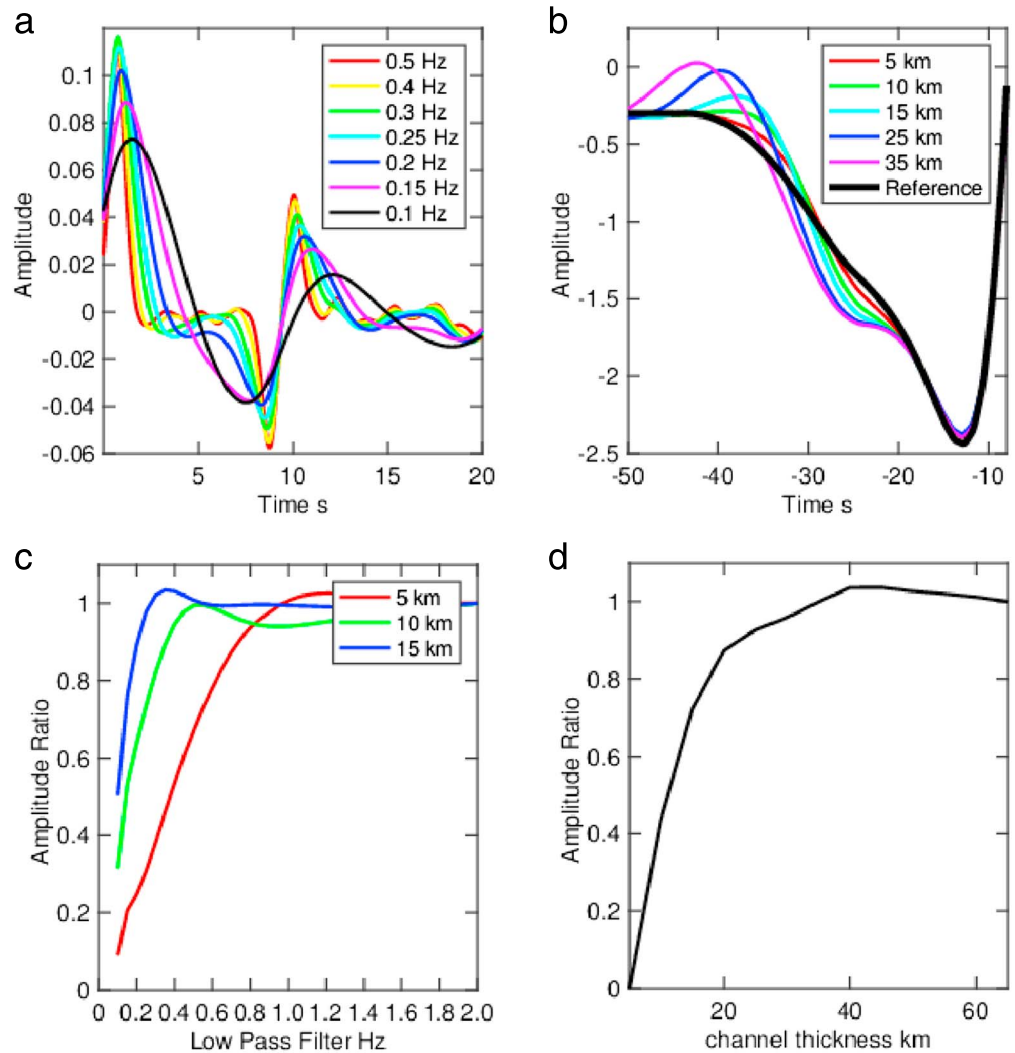 a
0.1
0.08
0.06
0.04
0.02
0
-0.02
-0.04
-0.06
5
10
15
20
Amplitude
Time s
0.5 Hz
0.4 Hz
0.3 Hz
0.25 Hz
0.2 Hz
0.15 Hz
0.1 Hz
b
0
-0.5
-1
-1.5
-2
-2.5
-50
-40
-30
-20
-10
Amplitude
Time s
5 km
10 km
15 km
25 km
35 km
Reference
c
1
0.8
0.6
0.4
0.2
0
0 0.2 0.4 0.6 0.8 1.0 1.2 1.4 1.6 1.8 2.0
Amplitude Ratio
Low Pass Filter Hz
5 km
10 km
15 km
d
1
0.8
0.6
0.4
0.2
0
20
40
60
Amplitude Ratio
channel thickness km